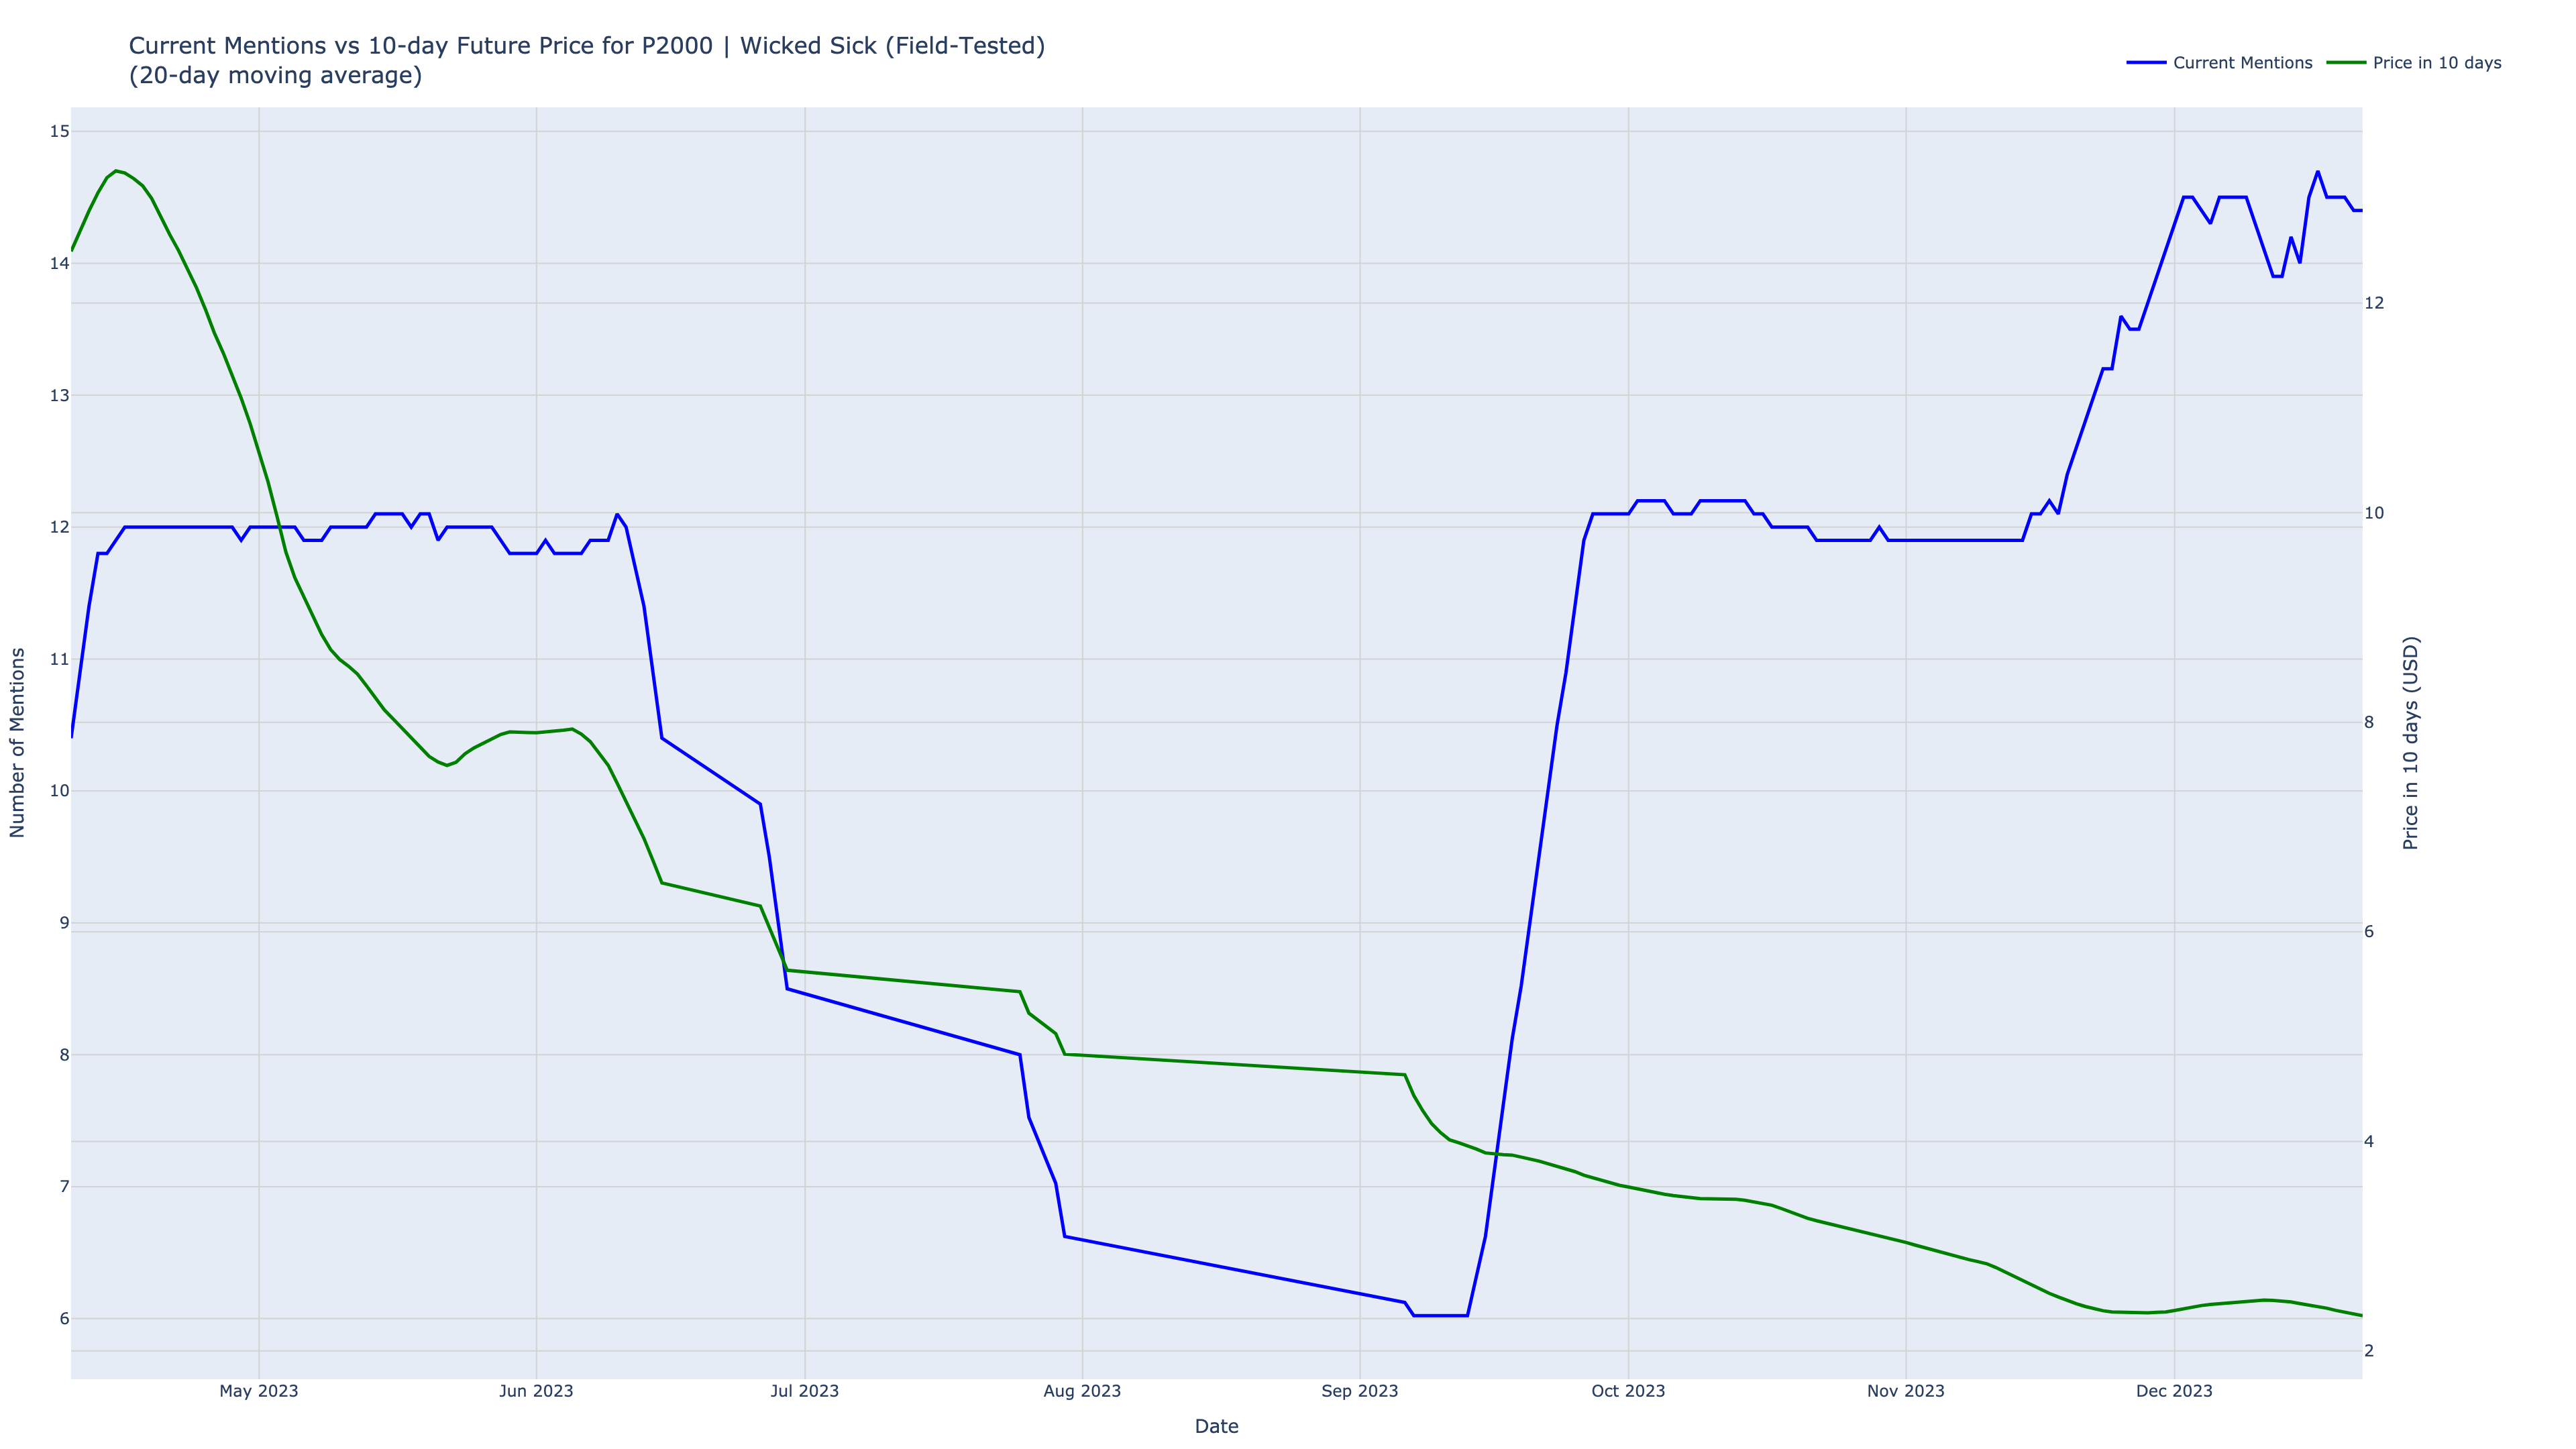 Current Mentions vs 10-day Future Price for P2000 | Wicked Sick (Field-Tested)
(20-day moving average)
Current Mentions
Price in 10 days
15
14
13
12
11
10
9
8
7
6
Number of Mentions
12
10
8
6
4
2
Price in 10 days (USD)
May 2023
Jun 2023
Jul 2023
Aug 2023
Sep 2023
Oct 2023
Nov 2023
Dec 2023
Date